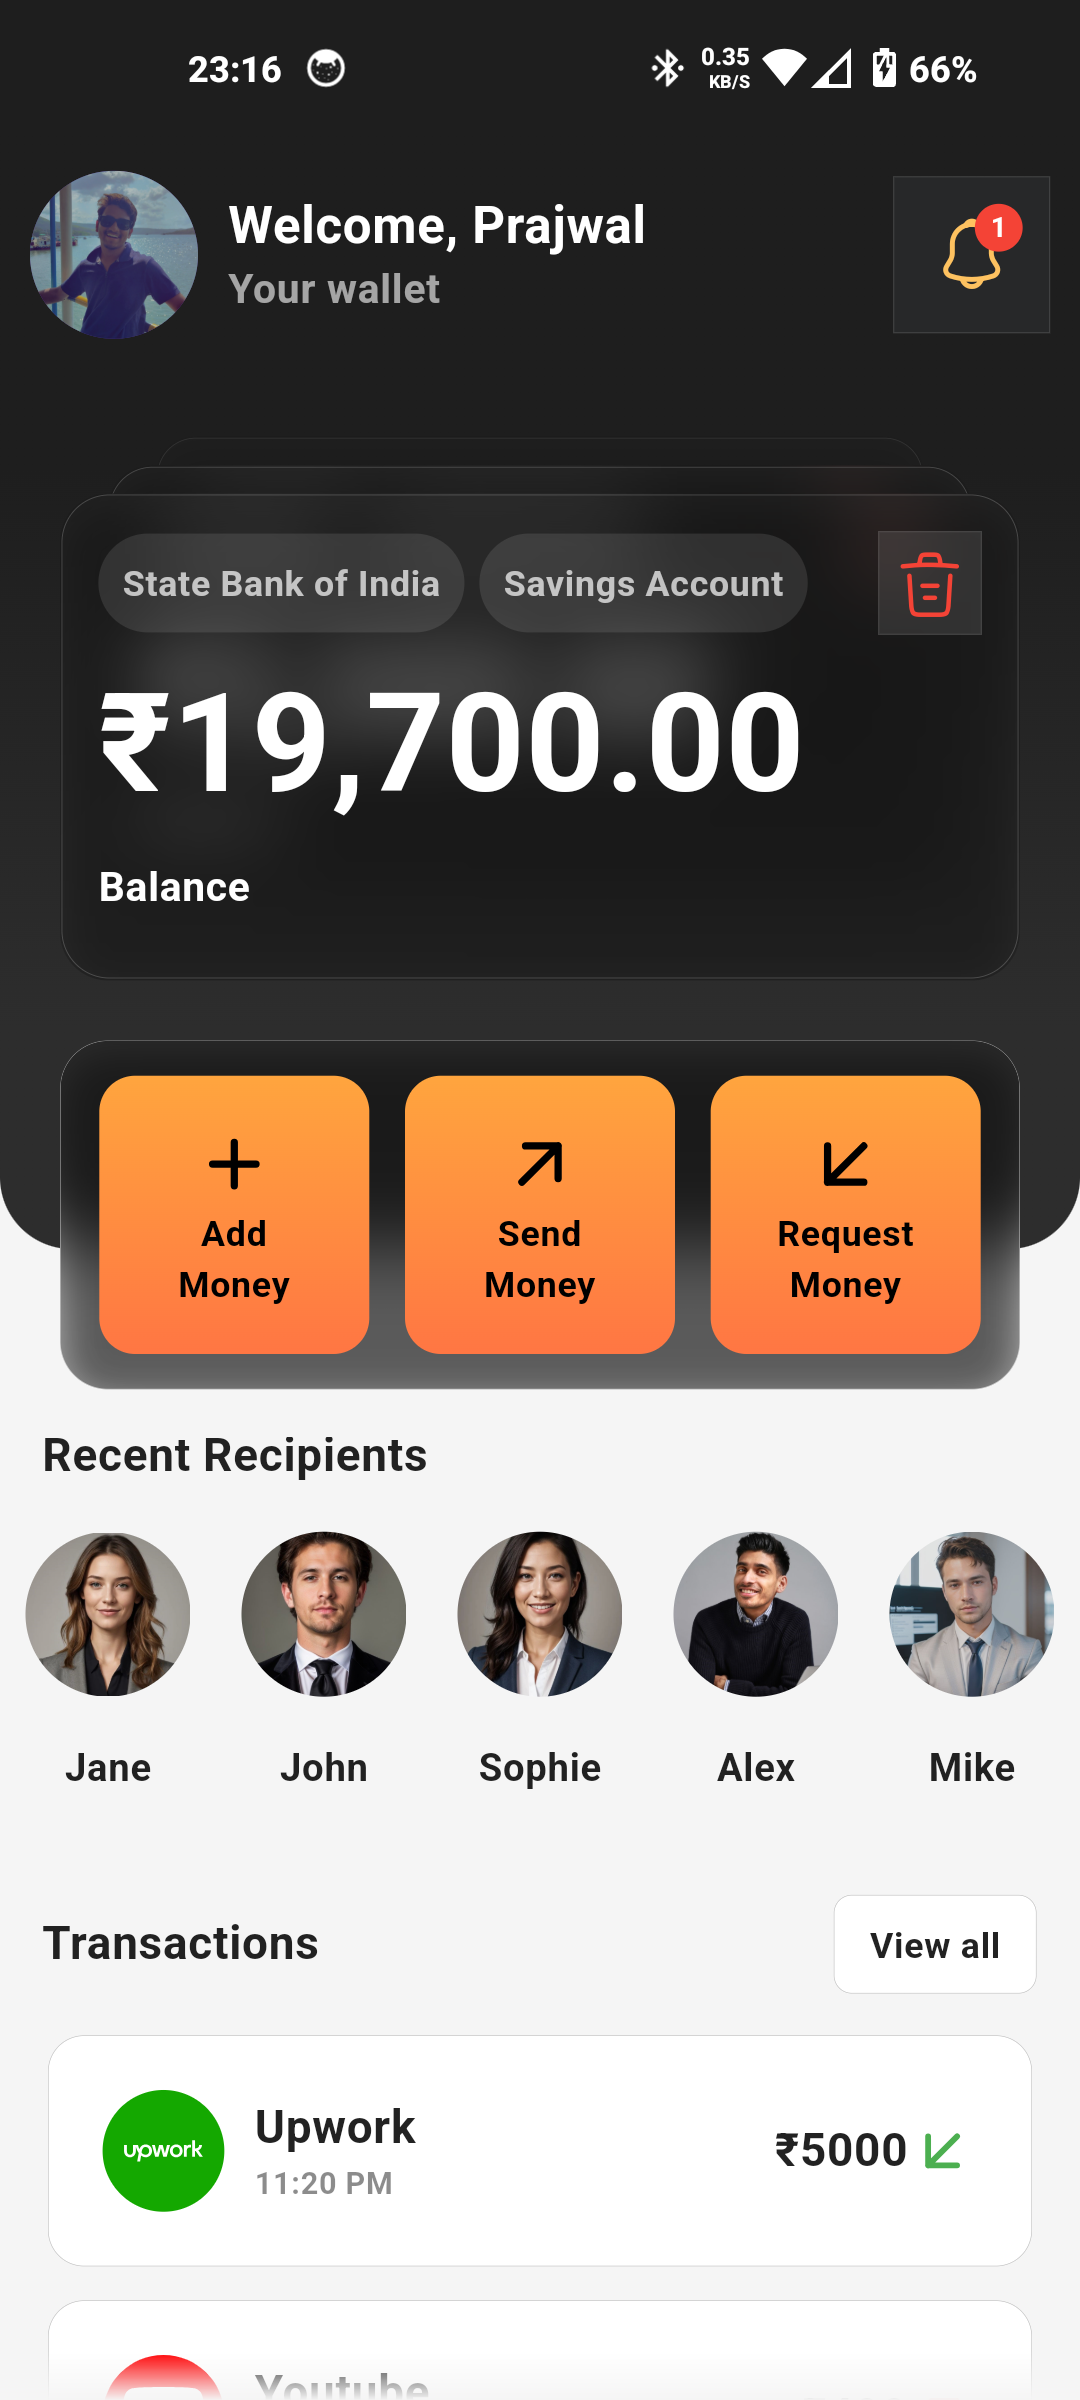 23:16
0.35
KB/S
66%
Welcome, Prajwal
Your wallet
1
State Bank of India
Savings Account
₹19,700.00
Balance
Add
Money
Send
Money
Request
Money
Recent Recipients
Jane
John
Sophie
Alex
Mike
Transactions
View all
upwork
Upwork
₹5000
11:20 PM
Youtube